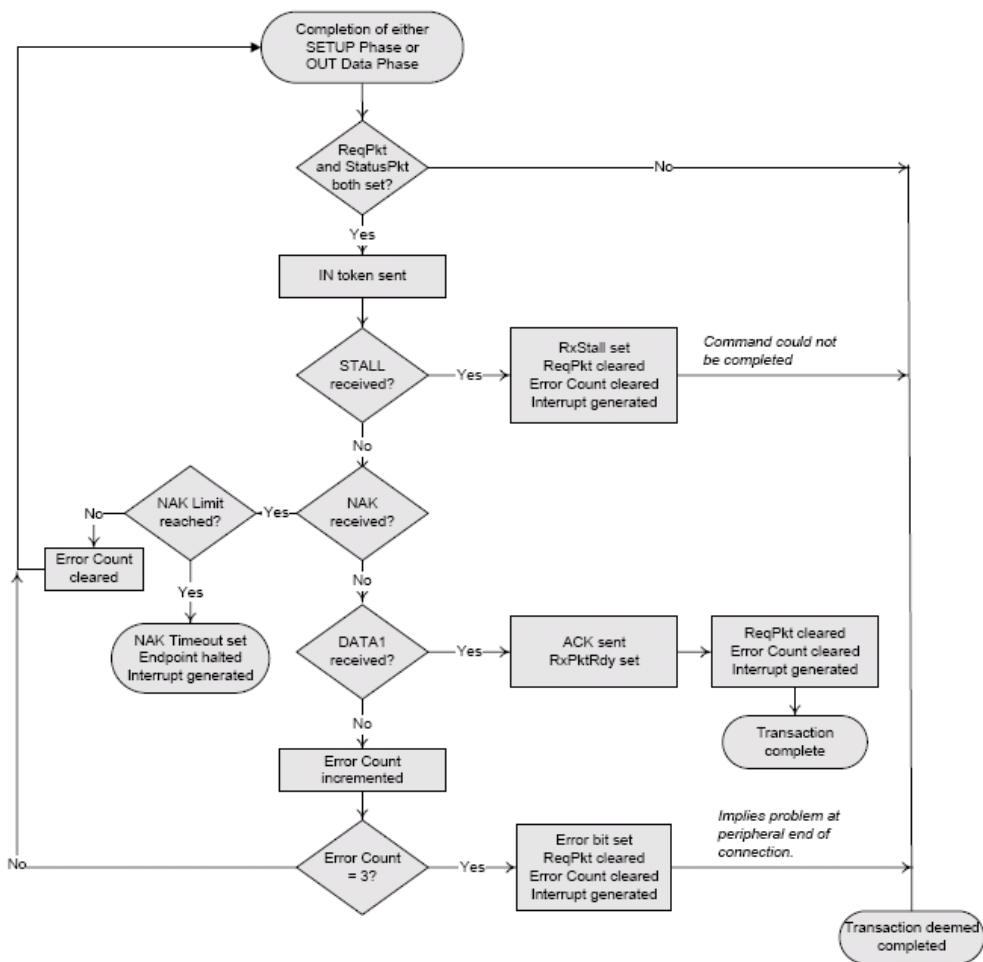 Completion of either
SETUP Phase or
OUT Data Phase
ReqPkt
and StatusPkt
both set?
No
Yes
IN token sent
STALL
received?
Yes
RxStall set
ReqPkt cleared
Error Count cleared
Interrupt generated
Command could not
be completed
No
NAK
received?
Yes
NAK Limit
reached?
No
Error Count
cleared
Yes
NAK Timeout set
Endpoint halted
Interrupt generated
No
DATA1
received?
Yes
ACK sent
RxPktRdy set
ReqPkt cleared
Error Count cleared
Interrupt generated
Transaction
complete
No
Error Count
incremented
Error Count
= 3?
No
Yes
Error bit set
ReqPkt cleared
Error Count cleared
Interrupt generated
Implies problem at
peripheral end of
connection.
Transaction deemed
completed